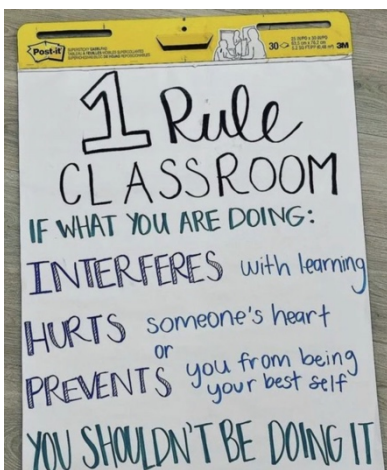 Post-it
30
3M
1 Rule
CLASSROOM
IF WHAT YOU ARE DOING:
INTERFERES with learning
HURTS someone's heart
or
PREVENTS you from being
your best self
YOU SHOULDN'T BE DOING IT